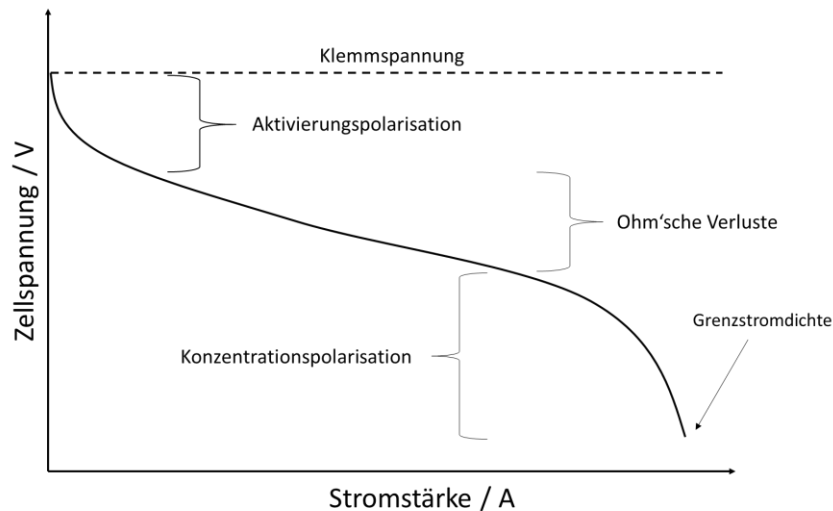 Klemmspannung
Aktivierungspolarisation
Zellspannung / V
Ohm‘sche Verluste
Grenzstromdichte
Konzentrationspolarisation
Stromstärke / A